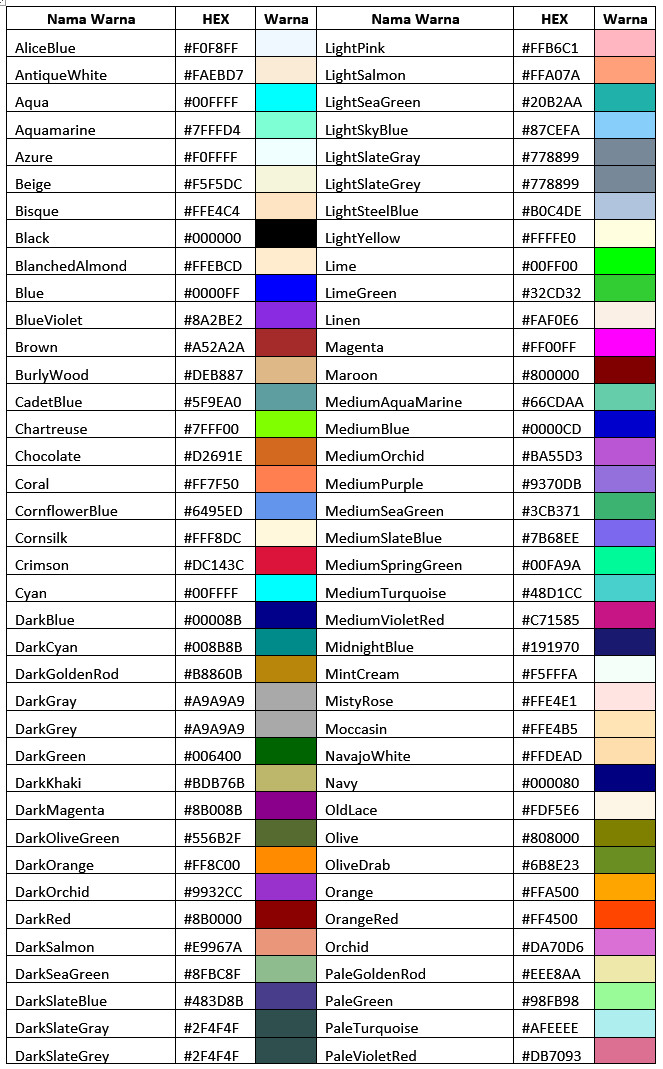 Nama Warna HEX Warna Nama Warna HEX Warna
AliceBlue #F0F8FF LightPink #FFB6C1
AntiqueWhite #FAEBD7 LightSalmon #FFA07A
Aqua #00FFFF LightSeaGreen #20B2AA
Aquamarine #7FFFD4 LightSkyBlue #87CEFA
Azure #F0FFFF LightSlateGray #778899
Beige #F5F5DC LightSlateGrey #778899
Bisque #FFE4C4 LightSteelBlue #B0C4DE
Black #000000 LightYellow #FFFFE0
BlanchedAlmond #FFEBCD Lime #00FF00
Blue #0000FF LimeGreen #32CD32
BlueViolet #8A2BE2 Linen #FAF0E6
Brown #A52A2A Magenta #FF00FF
BurlyWood #DEB887 Maroon #800000
CadetBlue #5F9EA0 MediumAquaMarine #66CDAA
Chartreuse #7FFF00 MediumBlue #0000CD
Chocolate #D2691E MediumOrchid #BA55D3
Coral #FF7F50 MediumPurple #9370DB
CornflowerBlue #6495ED MediumSeaGreen #3CB371
Cornsilk #FFF8DC MediumSlateBlue #7B68EE
Crimson #DC143C MediumSpringGreen #00FA9A
Cyan #00FFFF MediumTurquoise #48D1CC
DarkBlue #00008B MediumVioletRed #C71585
DarkCyan #008B8B MidnightBlue #191970
DarkGoldenRod #B8860B MintCream #F5FFFA
DarkGray #A9A9A9 MistyRose #FFE4E1
DarkGrey #A9A9A9 Moccasin #FFE4B5
DarkGreen #006400 NavajoWhite #FFDEAD
DarkKhaki #BDB76B Navy #000080
DarkMagenta #8B008B OldLace #FDF5E6
DarkOliveGreen #556B2F Olive #808000
DarkOrange #FF8C00 OliveDrab #6B8E23
DarkOrchid #9932CC Orange #FFA500
DarkRed #8B0000 OrangeRed #FF4500
DarkSalmon #E9967A Orchid #DA70D6
DarkSeaGreen #8FBC8F PaleGoldenRod #EEE8AA
DarkSlateBlue #483D8B PaleGreen #98FB98
DarkSlateGray #2F4F4F PaleTurquoise #AFEEEE
DarkSlateGrey #2F4F4F PaleVioletRed #DB7093